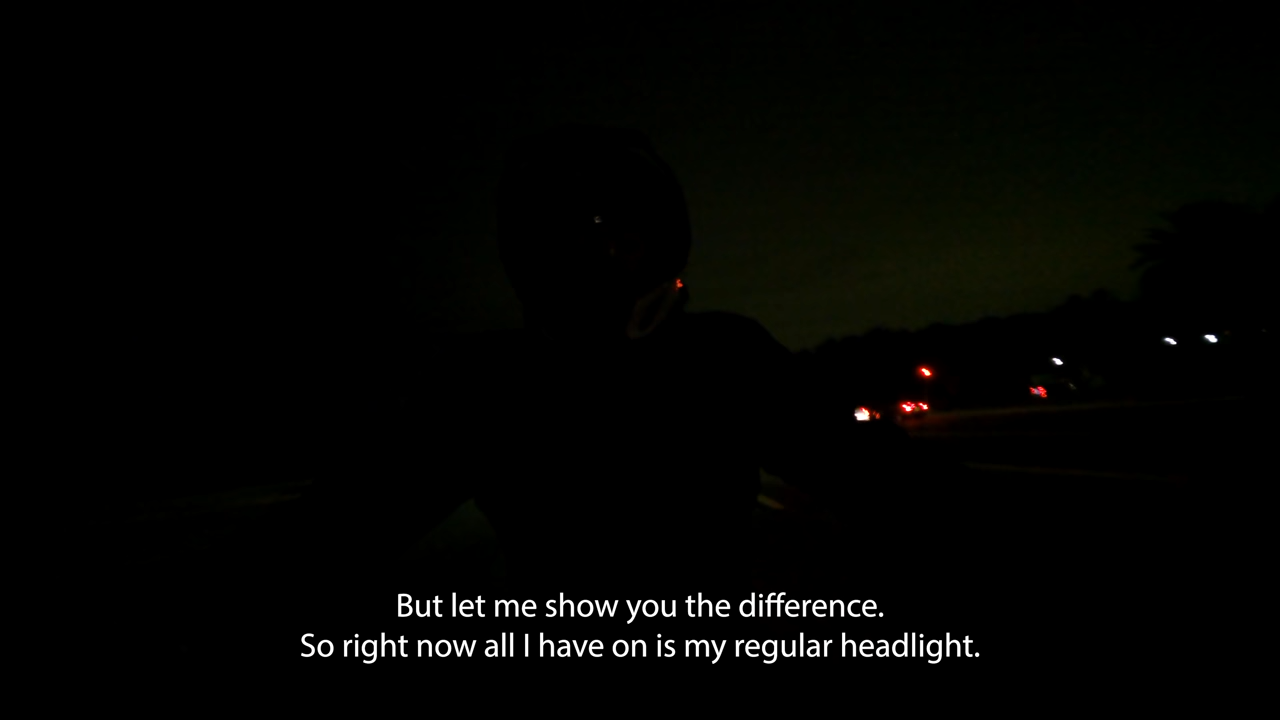 But let me show you the difference.
So right now all I have on is my regular headlight.